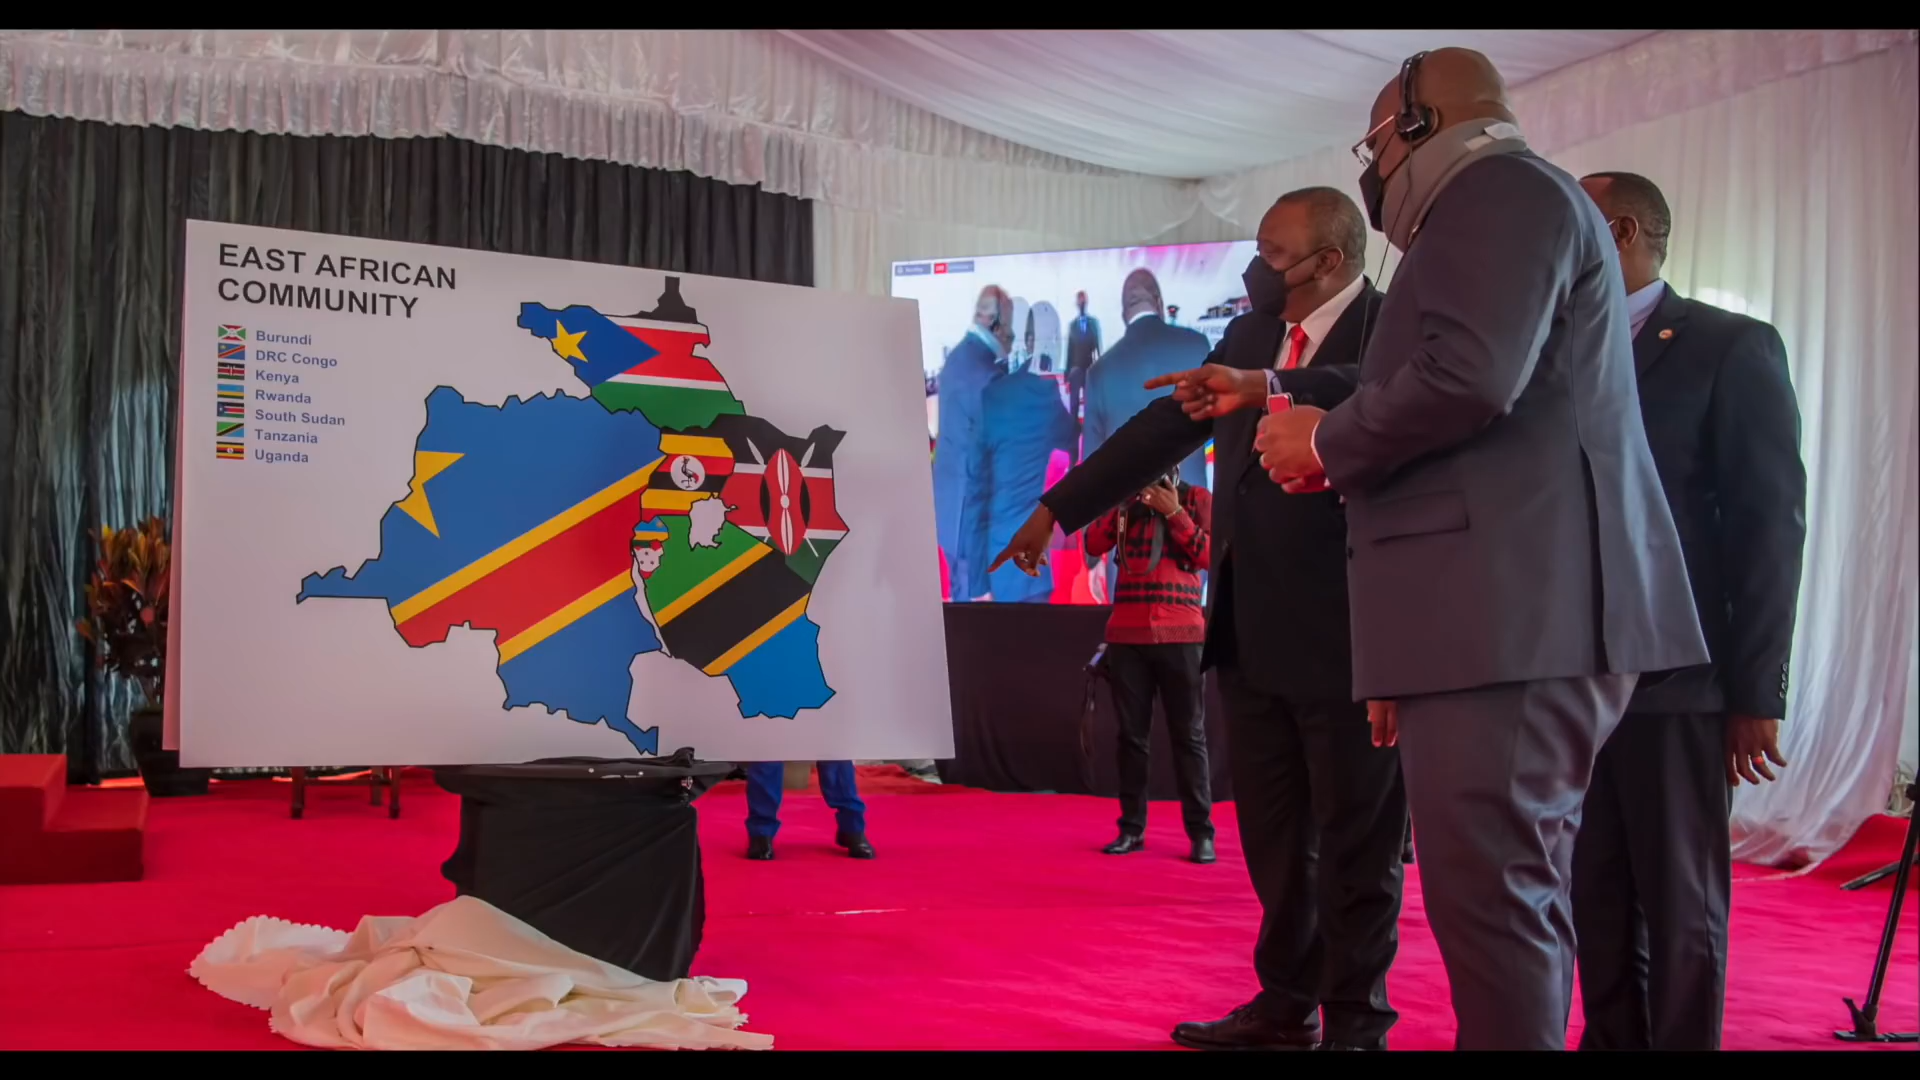 EAST AFRICAN
COMMUNITY
Burundi
DRC Congo
Kenya
Rwanda
South Sudan
Tanzania
Uganda